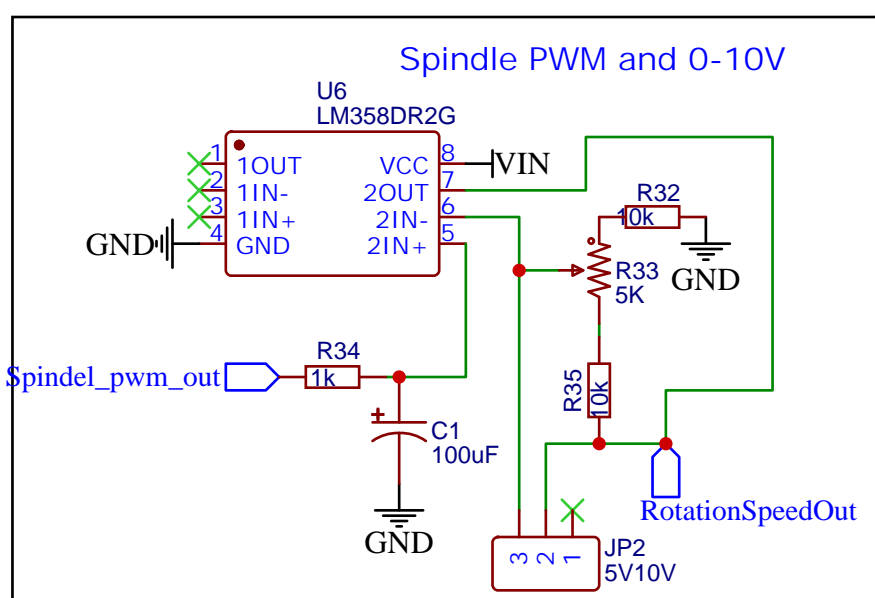 Spindle PWM and 0-10V
U6
LM358DR2G
1 1OUT VCC 8 VIN
2 1IN- 2OUT 7
3 1IN+ 2IN- 6
GND 4 GND 2IN+ 5
R32
10k
GND
R33
5K
R34
1k
Spindel_pwm_out
R35
10k
+
C1
100uF
GND
RotationSpeedOut
3 2 1
JP2
5V10V